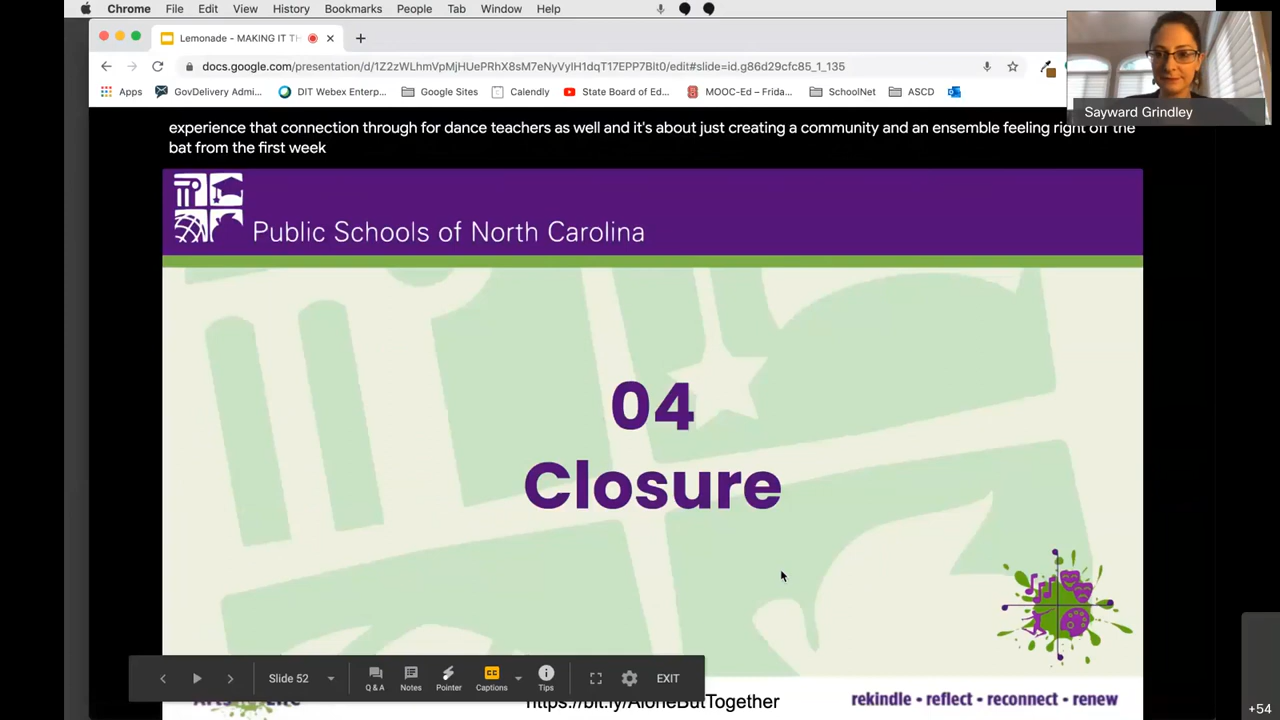 Chrome File Edit View History Bookmarks People Tab Window Help
Lemonade - MAKING IT TH
docs.google.com/presentation/d/1Z2zWLhmVpMjHUePRhX8sM7eNyVyIH1dqT17EPP7Blt0/edit#slide=id.g86d29cfc85_1_135
Apps GovDelivery Admi... DIT Webex Enterp... Google Sites Calendly State Board of Ed... MOOC-Ed – Frida... SchoolNet ASCD
Sayward Grindley
experience that connection through for dance teachers as well and it's about just creating a community and an ensemble feeling right off the
bat from the first week
Public Schools of North Carolina
04
Closure
Slide 52 Q & A Notes Pointer CC Captions Tips EXIT
https://bit.ly/AloneButTogether
rekindle • reflect • reconnect • renew
+54